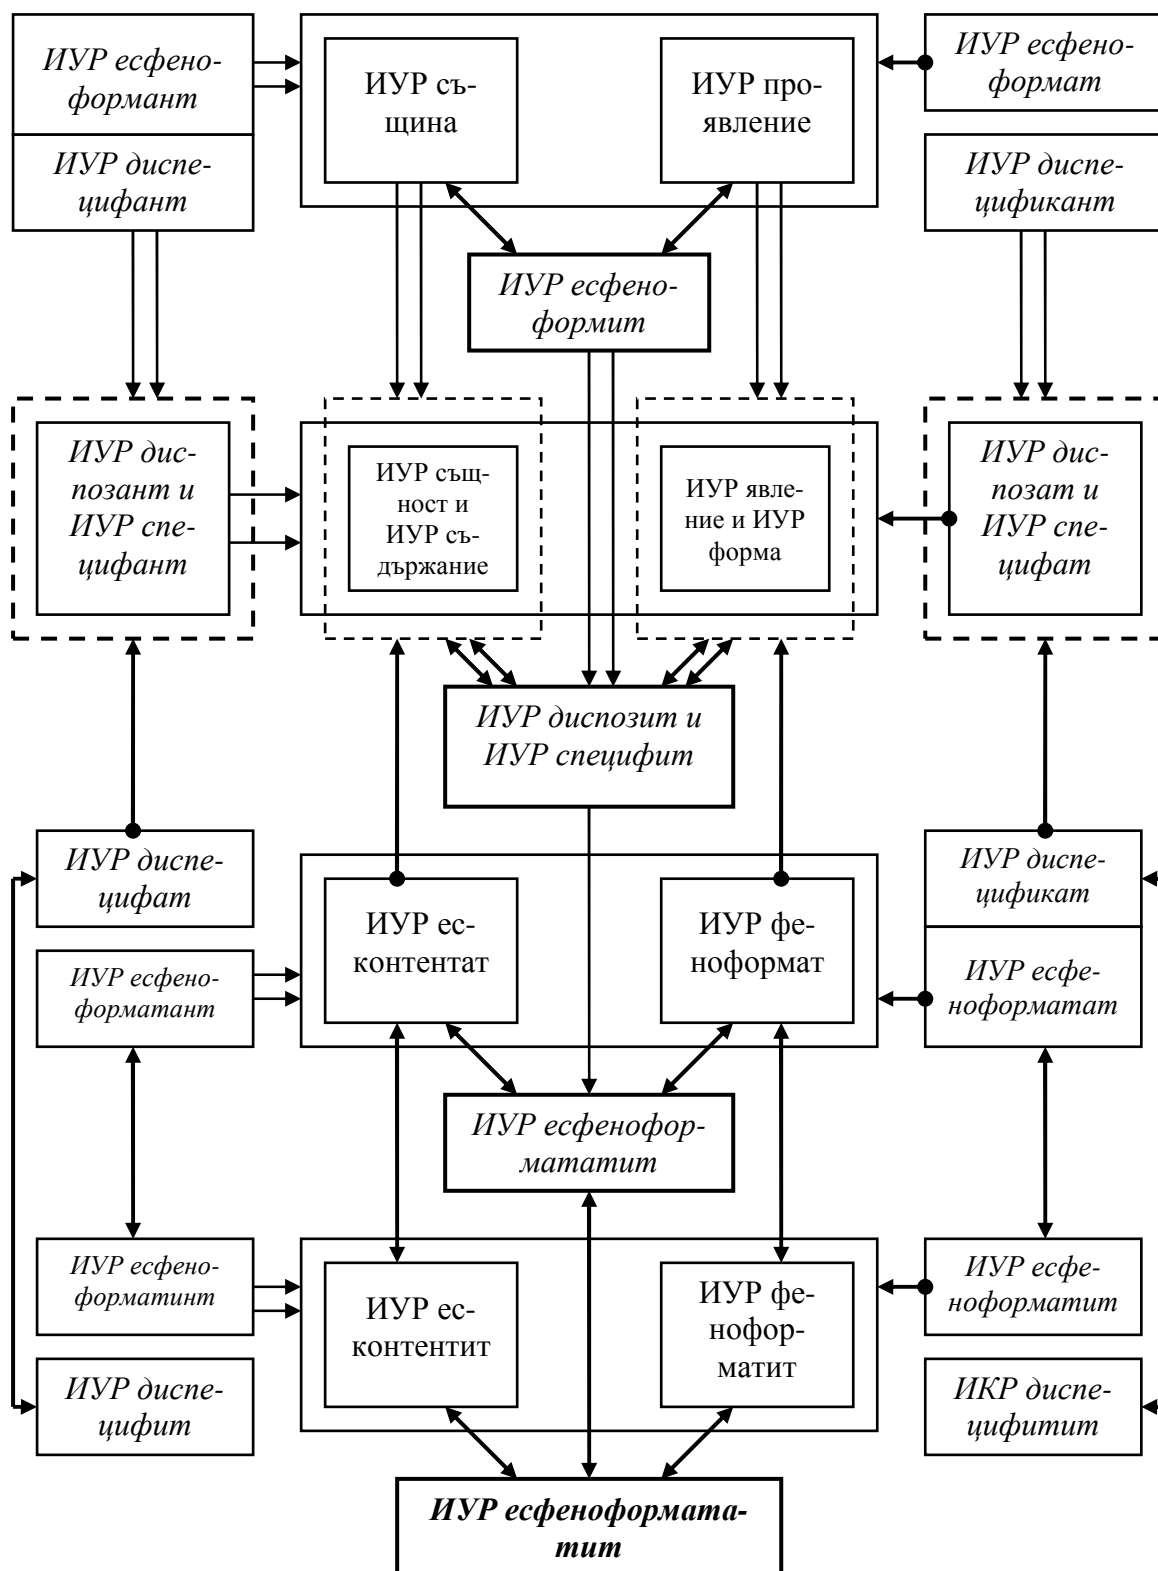 ИУР есфено-
формант
ИУР същ-
щина
ИУР про-
явление
ИУР есфено-
формат
ИУР диспе-
цифант
ИУР диспе-
цификант
ИУР есфено-
формит
ИУР дис-
позант и
ИУР спе-
цифант
ИУР същ-
ност и
ИУР съ-
държание
ИУР явле-
ние и ИУР
форма
ИУР дис-
позат и
ИУР спе-
цифат
ИУР диспозит и
ИУР специфит
ИУР диспе-
цифат
ИУР ес-
контентат
ИУР фе-
ноформат
ИУР диспе-
цификат
ИУР есфено-
форматант
ИУР есфе-
ноформатат
ИУР есфенофор-
мататит
ИУР есфено-
форматинт
ИУР ес-
контентит
ИУР фе-
нофор-
матит
ИУР есфе-
ноформатит
ИУР диспе-
цифит
ИКР диспе-
цифитит
ИУР есфеноформата-
тит